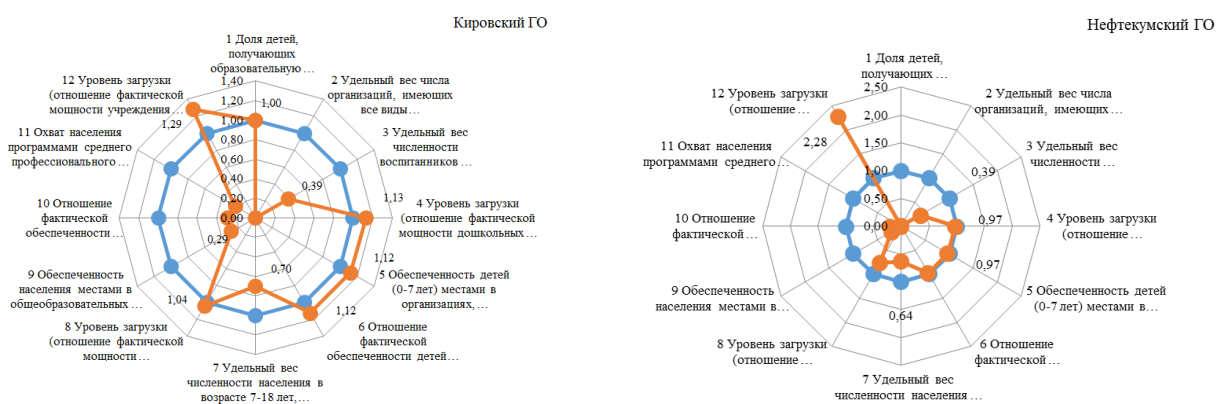 Кировский ГО
1 Доля детей,
получающих
образовательную …
2 Удельный вес числа
организаций, имеющих
все виды …
3 Удельный вес
численности
воспитанников …
4 Уровень загрузки
(отношение фактической
мощности дошкольных …
5 Обеспеченность детей
(0-7 лет) местами в
организациях, …
6 Отношение
фактической
обеспеченности детей …
7 Удельный вес
численности населения в
возрасте 7-18 лет, …
8 Уровень загрузки
(отношение фактической
мощности …
9 Обеспеченность
населения местами в
общеобразовательных …
10 Отношение
фактической
обеспеченности …
11 Охват населения
программами среднего
профессионального …
12 Уровень загрузки
(отношение фактической
мощности учреждения …
1,40
1,20
1,00
0,80
0,60
0,40
0,20
0,00
1,00
0,39
1,13
1,12
1,12
0,70
1,04
0,29
1,29
Нефтекумский ГО
1 Доля детей,
получающих …
2 Удельный вес числа
организаций, имеющих …
3 Удельный вес
численности …
4 Уровень загрузки
(отношение …
5 Обеспеченность детей
(0-7 лет) местами в …
6 Отношение
фактической …
7 Удельный вес
численности населения …
8 Уровень загрузки
(отношение …
9 Обеспеченность
населения местами в …
10 Отношение
фактической …
11 Охват населения
программами среднего …
12 Уровень загрузки
(отношение …
2,50
2,00
1,50
1,00
0,50
0,00
0,39
0,97
0,97
0,64
2,28